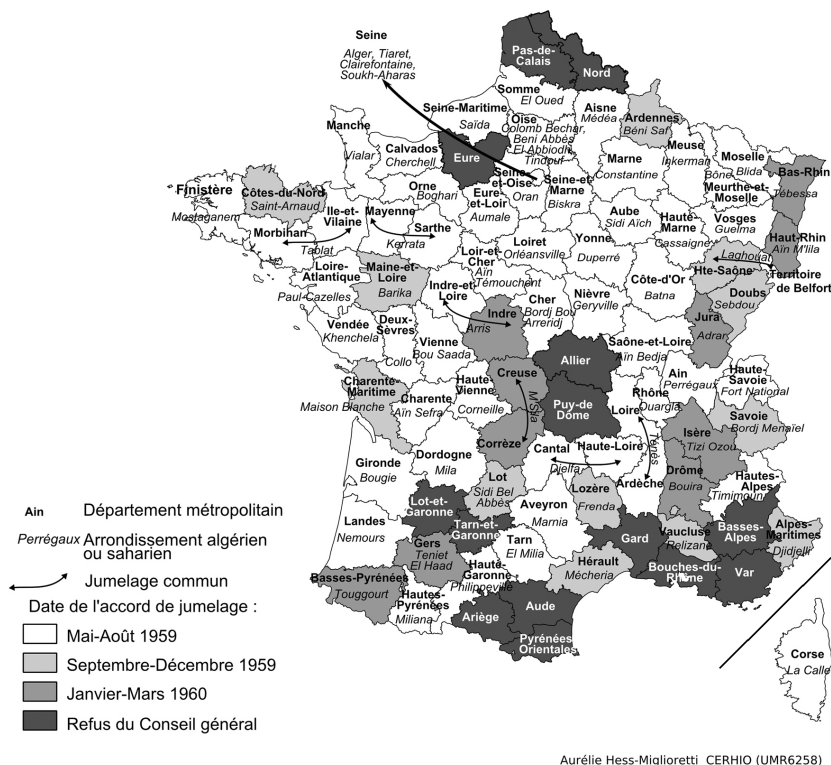 Seine
Alger, Tiaret,
Clairefontaine,
Soukh-Aharas
Pas-de-
Calais
Nord
Somme
El Oued
Seine-Maritime
Saïda
Oise
Colomb Bechar,
Beni Abbès
El Abbiodh,
Tindouf
Aisne
Médéa
Ardennes
Béni Saf
Manche
Vialar
Calvados
Cherchell
Eure
Meuse
Inkerman
Moselle
Blida
Bône
Meurthe-et-
Moselle
Bas-Rhin
Tébessa
Marne
Constantine
Finistère
Mostaganem
Côtes-du-Nord
Saint-Arnaud
Orne
Boghari
Eure-
et-Loir
Aumale
Seine-
et-Oise
Oran
Seine-et-
Marne
Biskra
Ile-et-
Vilaine
Mayenne
Sarthe
Kerrata
Morbihan
Tablat
Aube
Sidi Aïch
Haute-
Marne
Cassaigne
Vosges
Guelma
Haut-Rhin
Aïn M'lila
Laghouat
Hte-Saône
Territoire
de Belfort
Loire-
Atlantique
Paul-Cazelles
Maine-et-
Loire
Barika
Loir-et
Cher
Aïn
Témouchent
Loiret
Orléansville
Yonne
Duperré
Indre-et-
Loire
Cher
Bordj Bou
Arreridj
Nièvre
Geryville
Côte-d'Or
Batna
Doubs
Sebdou
Jura
Adrar
Indre
Arris
Vendée
Khenchela
Deux-
Sèvres
Collo
Vienne
Bou Saada
Saône-et-Loire
Aïn Bedja
Allier
Creuse
M'Sila
Corrèze
Ain
Perrégaux
Haute-
Savoie
Fort National
Charente-
Maritime
Maison Blanche
Charente
Aïn Sefra
Haute-
Vienne
Corneille
Puy-de
Dôme
Rhône
Ouargla
Loire
Ténès
Ardèche
Savoie
Bordj Menaïel
Isère
Tizi Ozou
Gironde
Bougie
Dordogne
Mila
Cantal
Djelfa
Haute-Loire
Drôme
Bouira
Hautes-
Alpes
Timimoun
Lot
Sidi Bel
Abbès
Lozère
Frenda
Aveyron
Marnia
Lot-et-
Garonne
Tarn-et-
Garonne
Landes
Nemours
Gers
Teniet
El Haad
Tarn
El Milia
Gard
Vaucluse
Relizane
Basses-
Alpes
Alpes-
Maritimes
Djidjelli
Basses-Pyrénées
Touggourt
Hautes-
Pyrénées
Miliana
Haute-
Garonne
Philippeville
Hérault
Mécheria
Bouches-du-
Rhône
Var
Ariège
Aude
Pyrénées
Orientales
Corse
La Calle
Ain Département métropolitain
Perrégaux Arrondissement algérien
ou saharien
Jumelage commun
Date de l'accord de jumelage :
Mai-Août 1959
Septembre-Décembre 1959
Janvier-Mars 1960
Refus du Conseil général
Aurélie Hess-Miglioretti CERHIO (UMR6258)